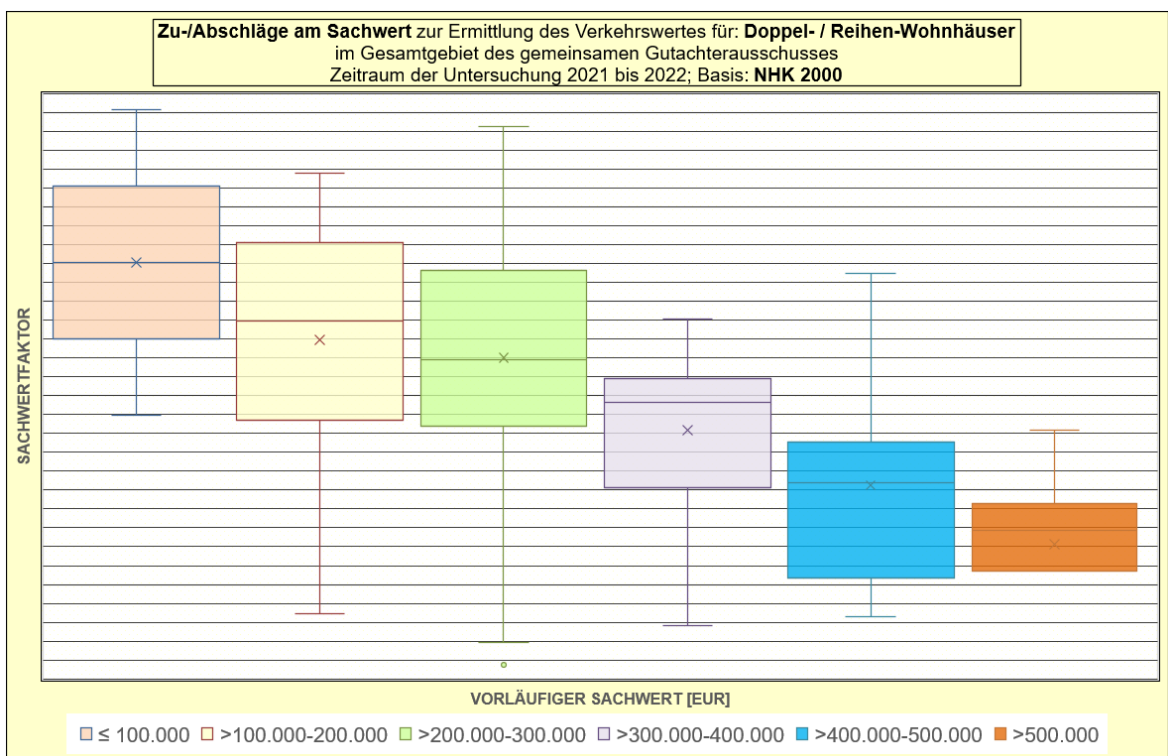 Zu-/Abschläge am Sachwert zur Ermittlung des Verkehrswertes für: Doppel- / Reihen-Wohnhäuser
im Gesamtgebiet des gemeinsamen Gutachterausschusses
Zeitraum der Untersuchung 2021 bis 2022; Basis: NHK 2000
SACHWERTFAKTOR
VORLÄUFIGER SACHWERT [EUR]
≤ 100.000 >100.000-200.000 >200.000-300.000 >300.000-400.000 >400.000-500.000 >500.000